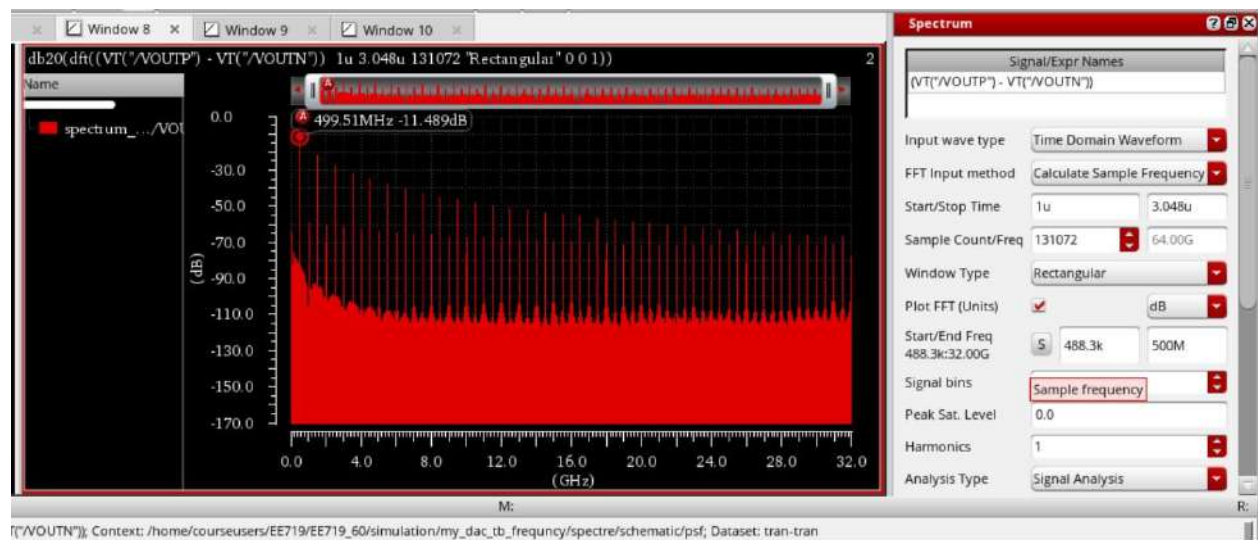 Window 8
Window 9
Window 10
db20(dft((VT("/VOUTP") - VT("/VOUTN")) 1u 3.048u 131072 "Rectangular" 0 0 1)) 2
Name
spectrum_.../VOU
499.51MHz -11.489dB
0.0
-30.0
-50.0
-70.0
-90.0
-110.0
-130.0
-150.0
-170.0
(dB)
0.0 4.0 8.0 12.0 16.0 20.0 24.0 28.0 32.0
(GHz)
Spectrum
Signal/Expr Names
(VT("/VOUTP") - VT("/VOUTN"))
Input wave type Time Domain Waveform
FFT Input method Calculate Sample Frequency
Start/Stop Time 1u 3.048u
Sample Count/Freq 131072 64.00G
Window Type Rectangular
Plot FFT (Units) dB
Start/End Freq
488.3k:32.00G
S 488.3k 500M
Signal bins
Sample frequency
Peak Sat. Level 0.0
Harmonics 1
Analysis Type Signal Analysis
M: R:
("/VOUTN")); Context: /home/courseusers/EE719/EE719_60/simulation/my_dac_tb_frequncy/spectre/schematic/psf; Dataset: tran-tran